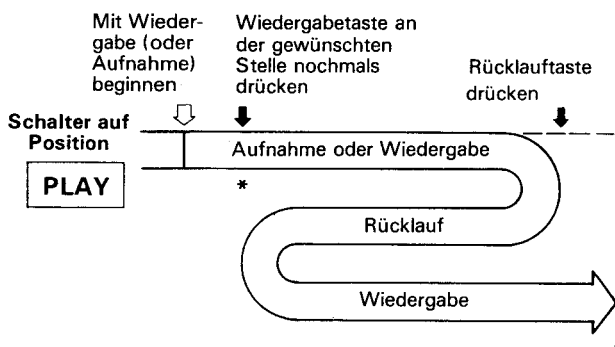 Mit Wieder-
gabe (oder
Aufnahme)
beginnen
Wiedergabetaste an
der gewünschten
Stelle nochmals
drücken
Rücklauftaste
drücken
Schalter auf
Position
PLAY
Aufnahme oder Wiedergabe
*
Rücklauf
Wiedergabe